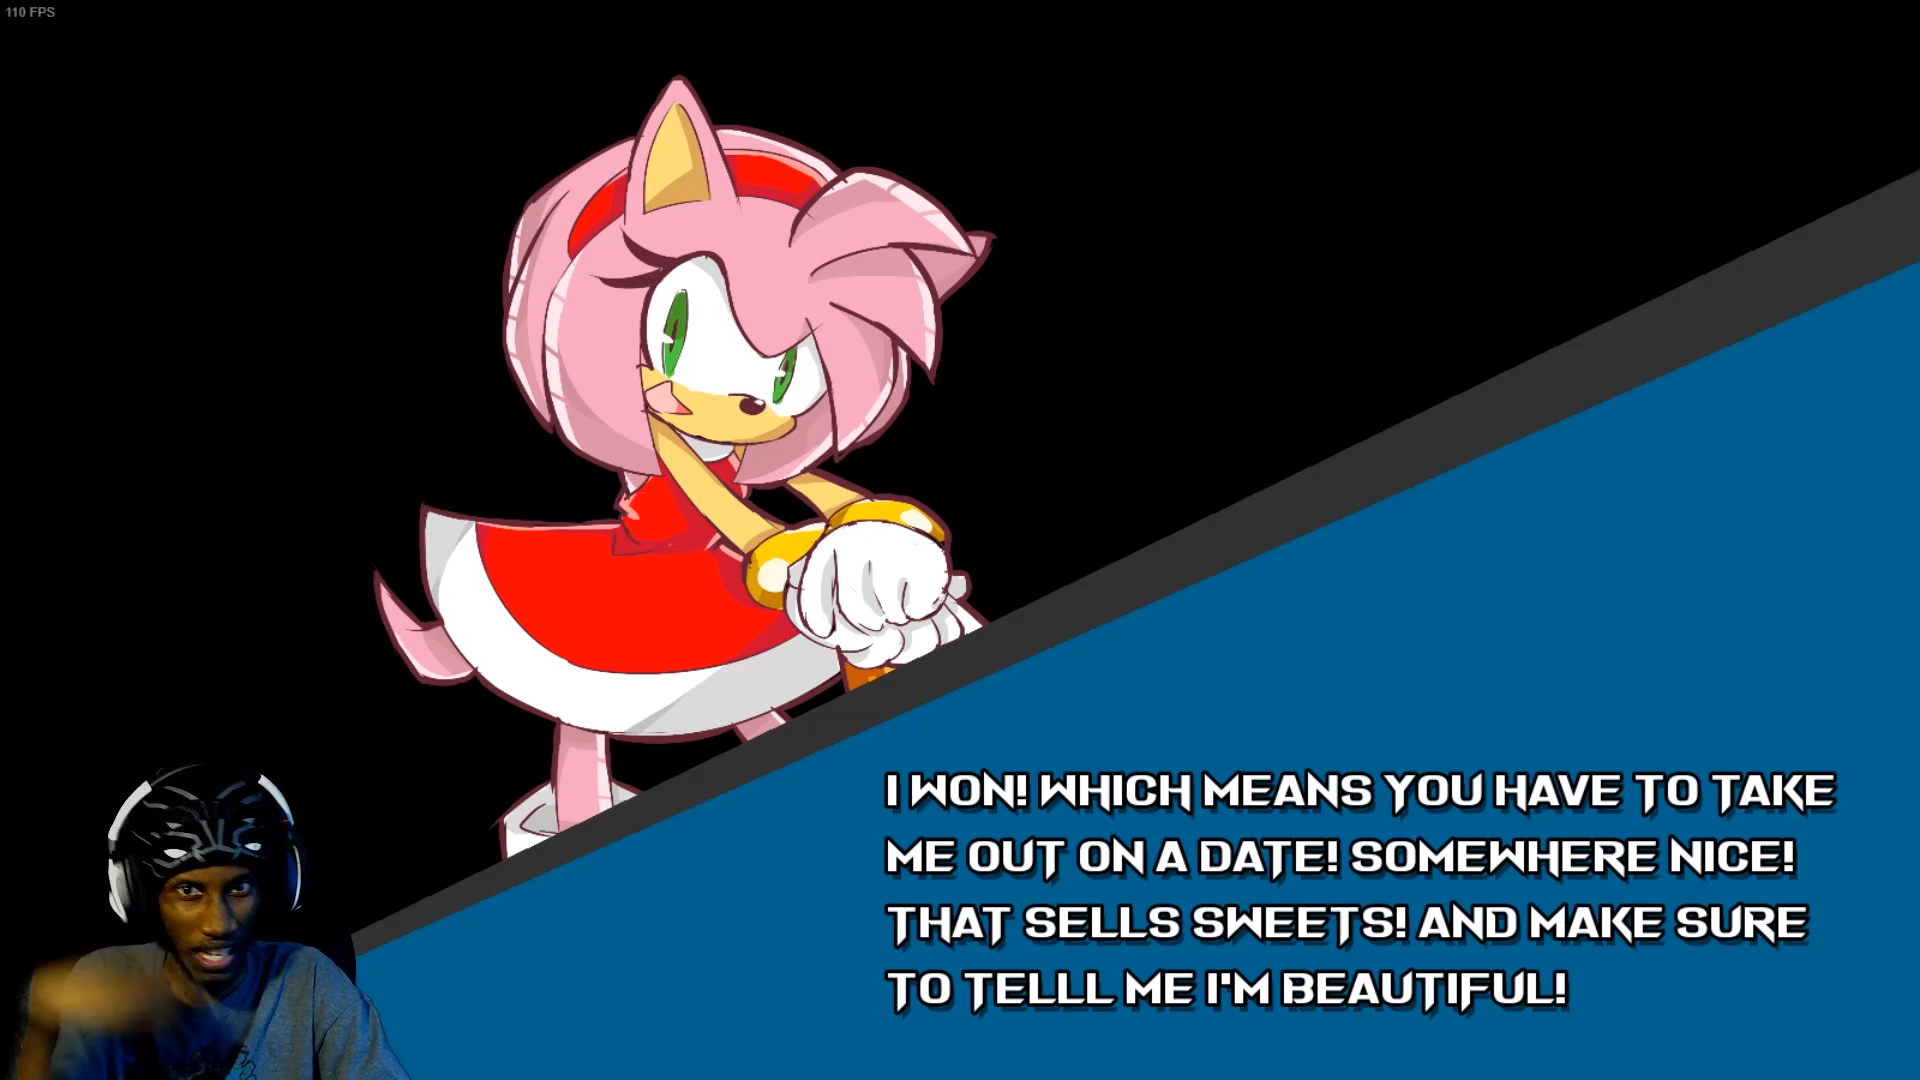 110 FPS
I WON! WHICH MEANS YOU HAVE TO TAKE
ME OUT ON A DATE! SOMEWHERE NICE!
THAT SELLS SWEETS! AND MAKE SURE
TO TELLL ME I'M BEAUTIFUL!